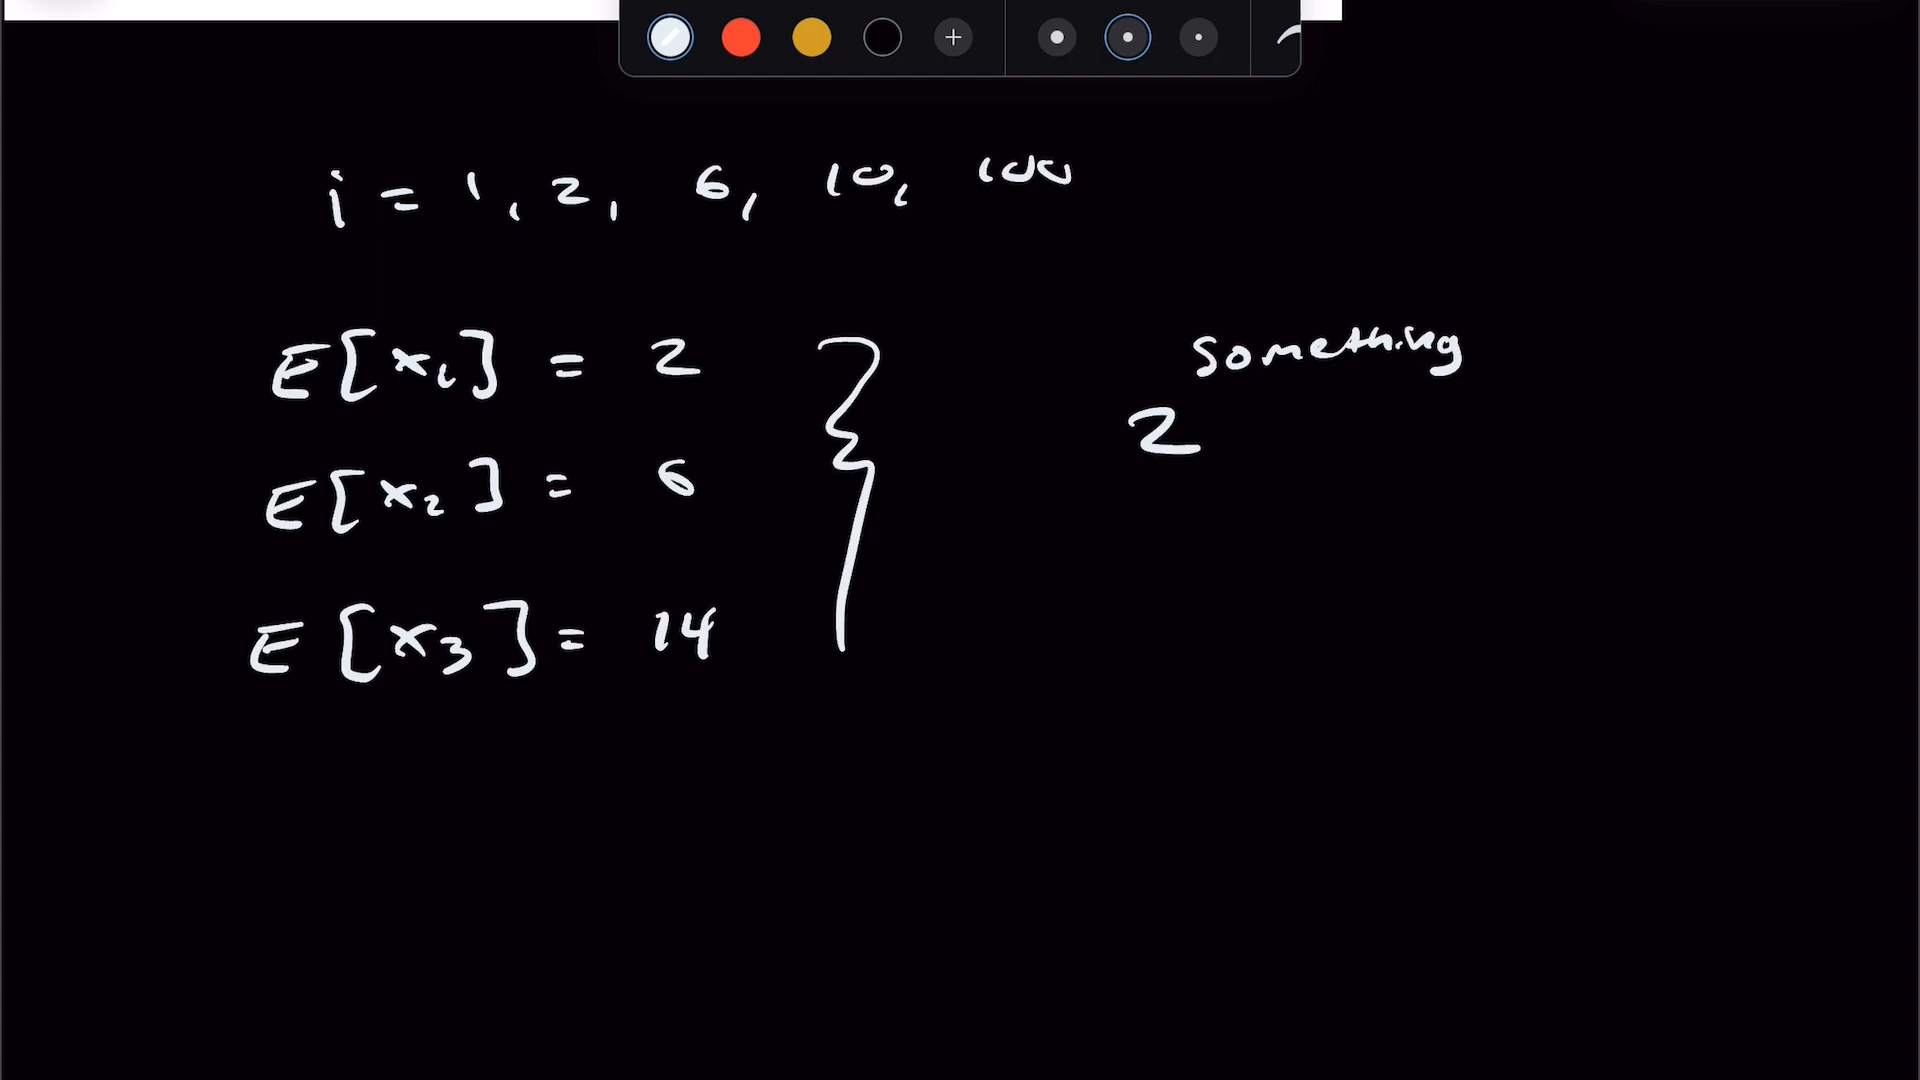 i = 1, 2, 6, 10, 100
E[x₁] = 2
something
2
E[x₂] = 6
E[x₃] = 14